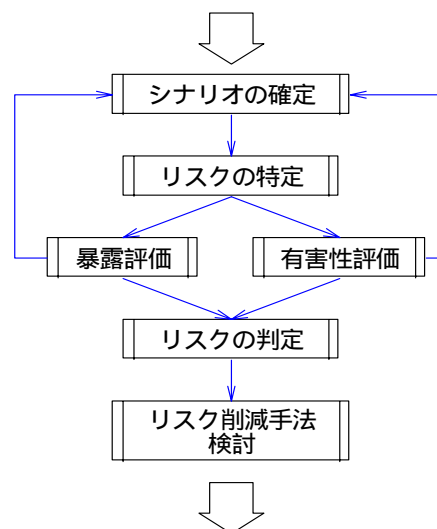 シナリオの確定
リスクの特定
暴露評価
有害性評価
リスクの判定
リスク削減手法
検討